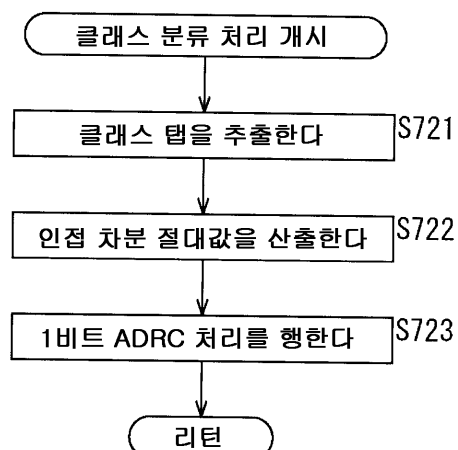 클래스 분류 처리 개시
클래스 탭을 추출한다 S721
인접 차분 절대값을 산출한다 S722
1비트 ADRC 처리를 행한다 S723
리턴